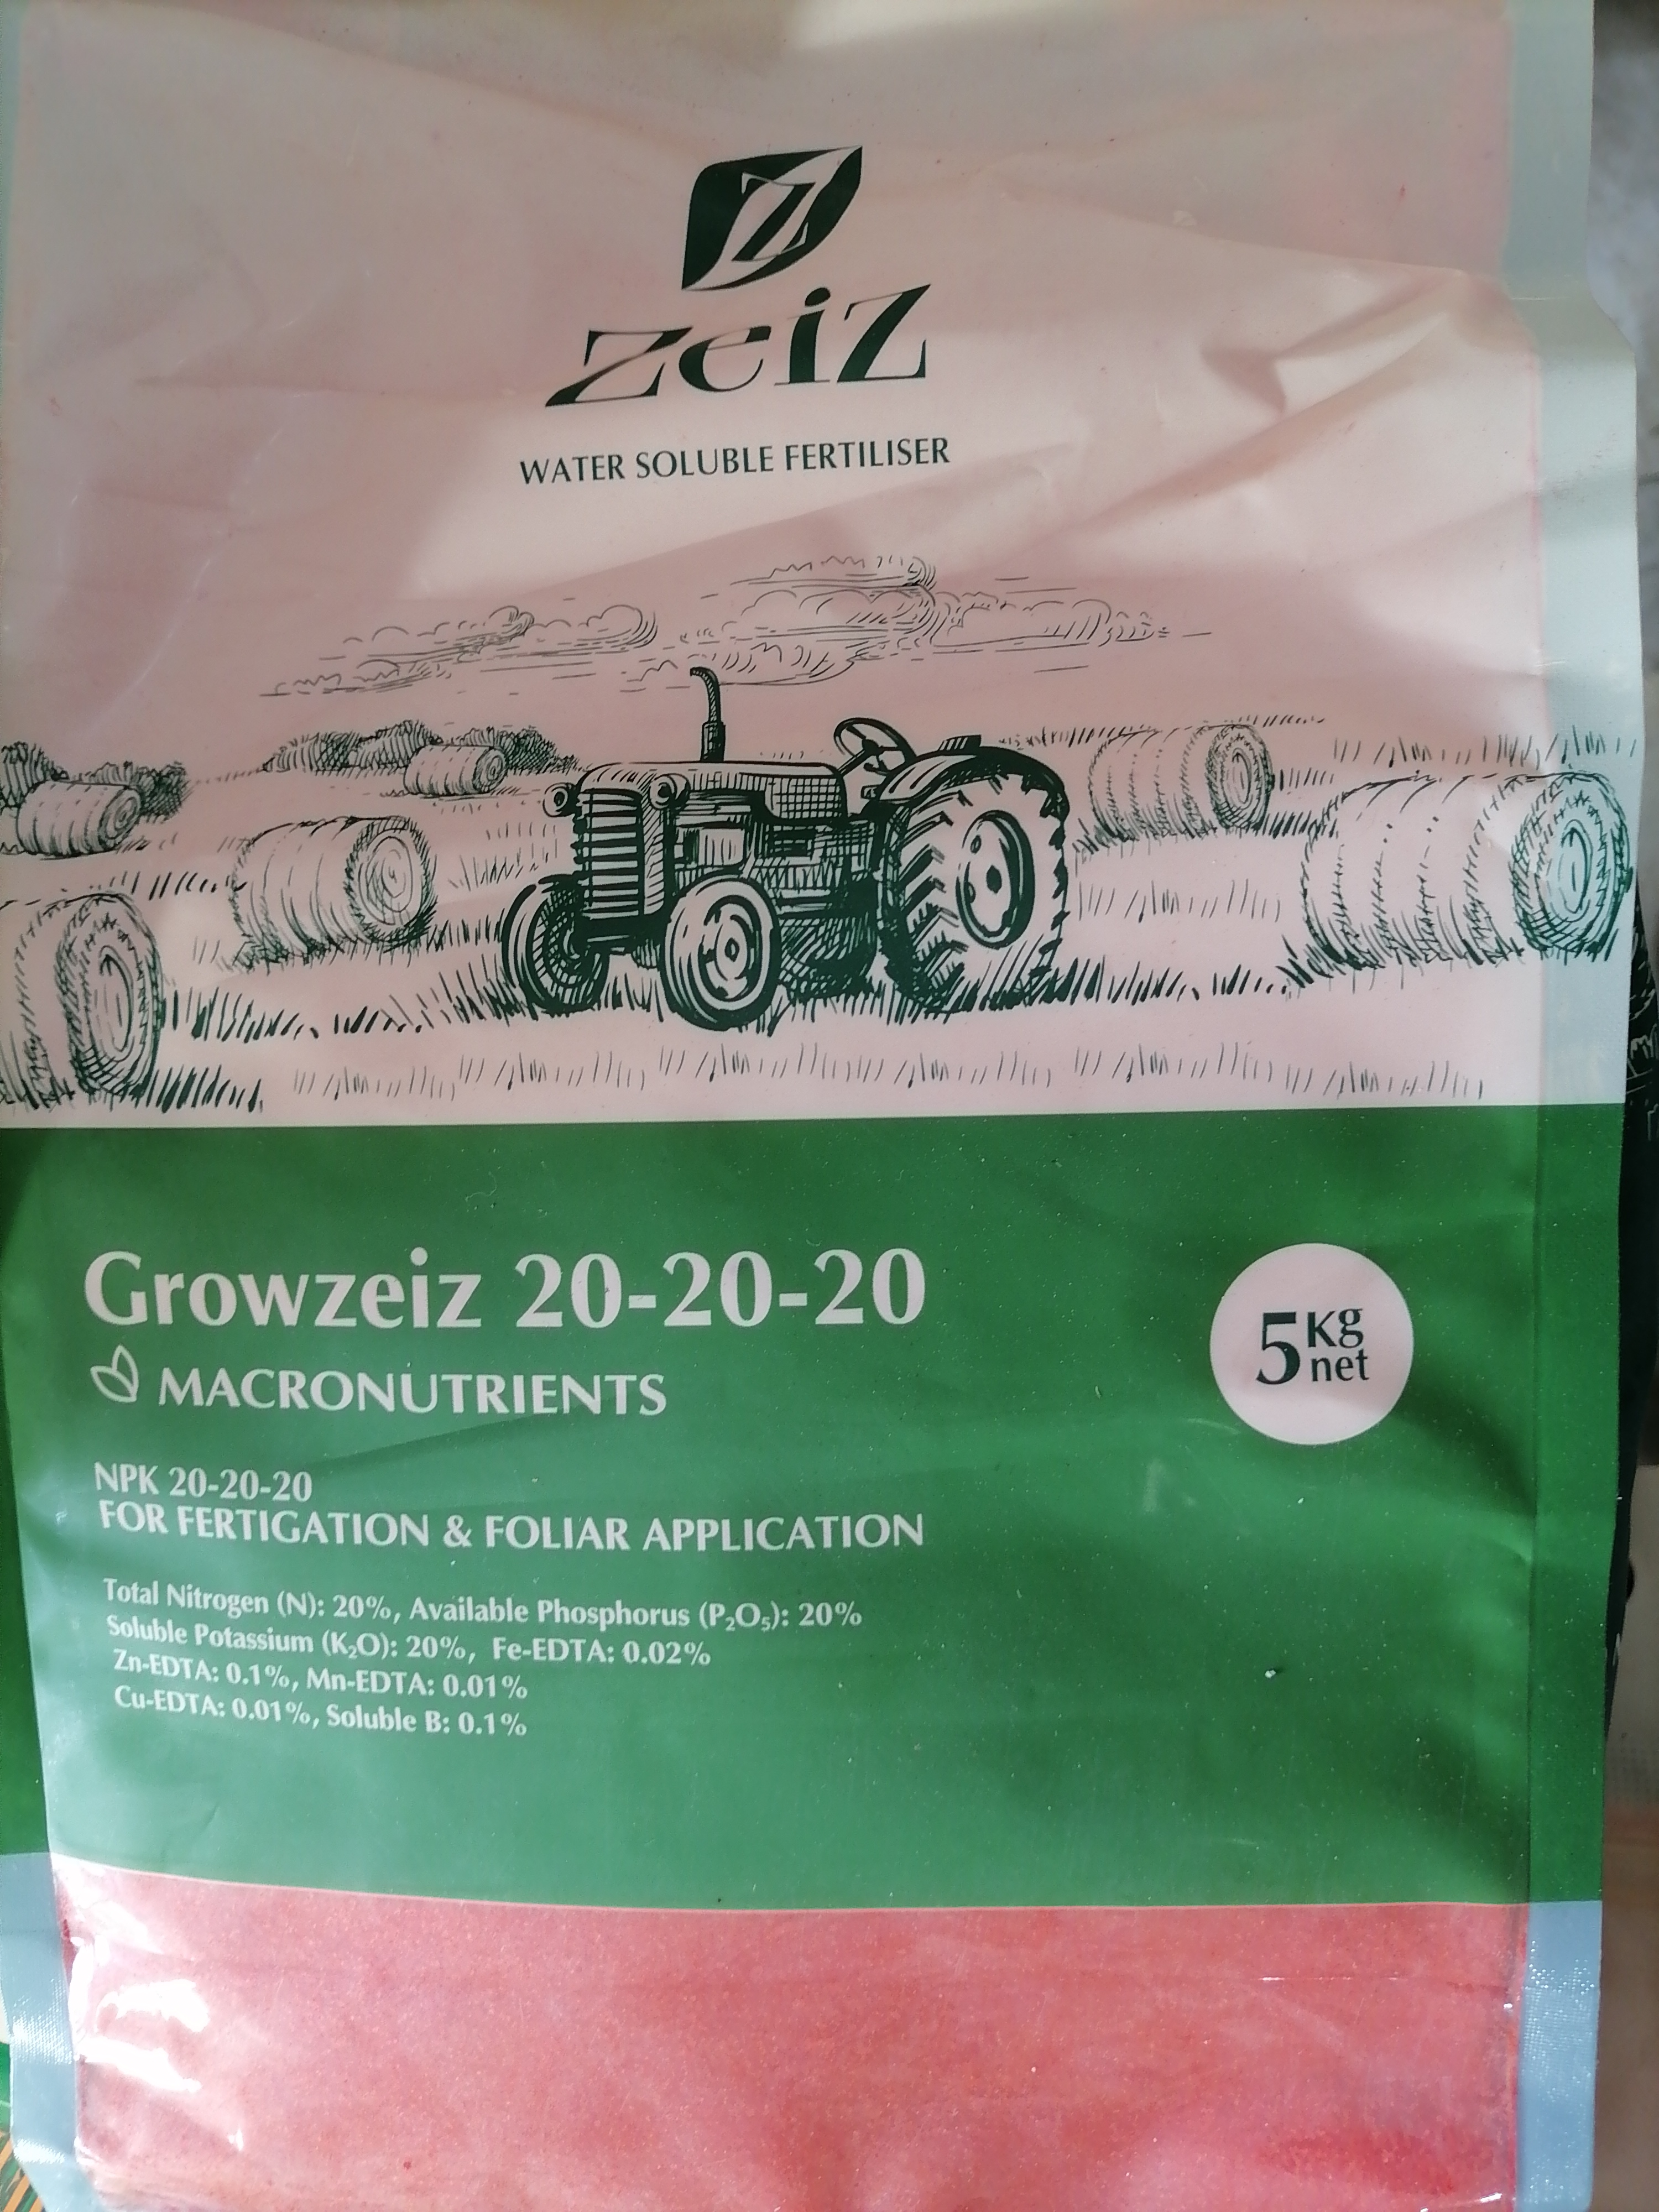 Z
zeiz
WATER SOLUBLE FERTILISER
Growzeiz 20-20-20
MACRONUTRIENTS
5 Kg
net
NPK 20-20-20
FOR FERTIGATION & FOLIAR APPLICATION
Total Nitrogen (N): 20%, Available Phosphorus (P₂O₅): 20%
Soluble Potassium (K₂O): 20%, Fe-EDTA: 0.02%
Zn-EDTA: 0.1%, Mn-EDTA: 0.01%
Cu-EDTA: 0.01%, Soluble B: 0.1%